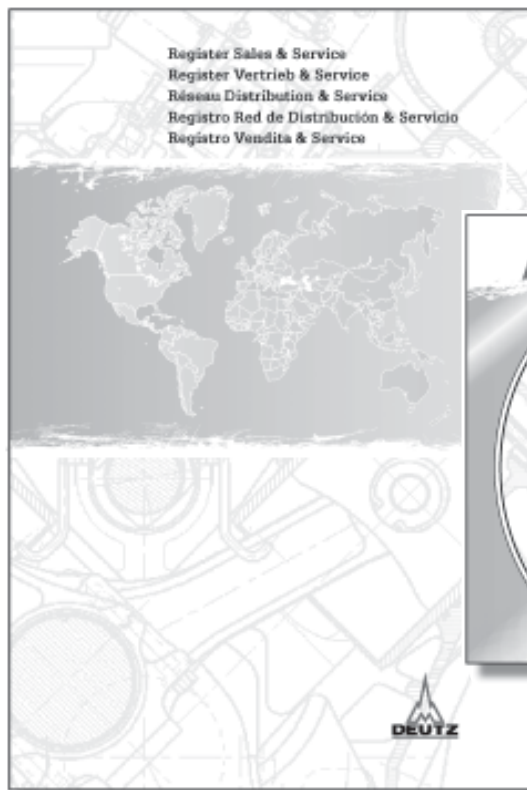 Register Sales & Service
Register Vertrieb & Service
Réseau Distribution & Service
Registro Red de Distribución & Servicio
Registro Vendita & Service
DEUTZ